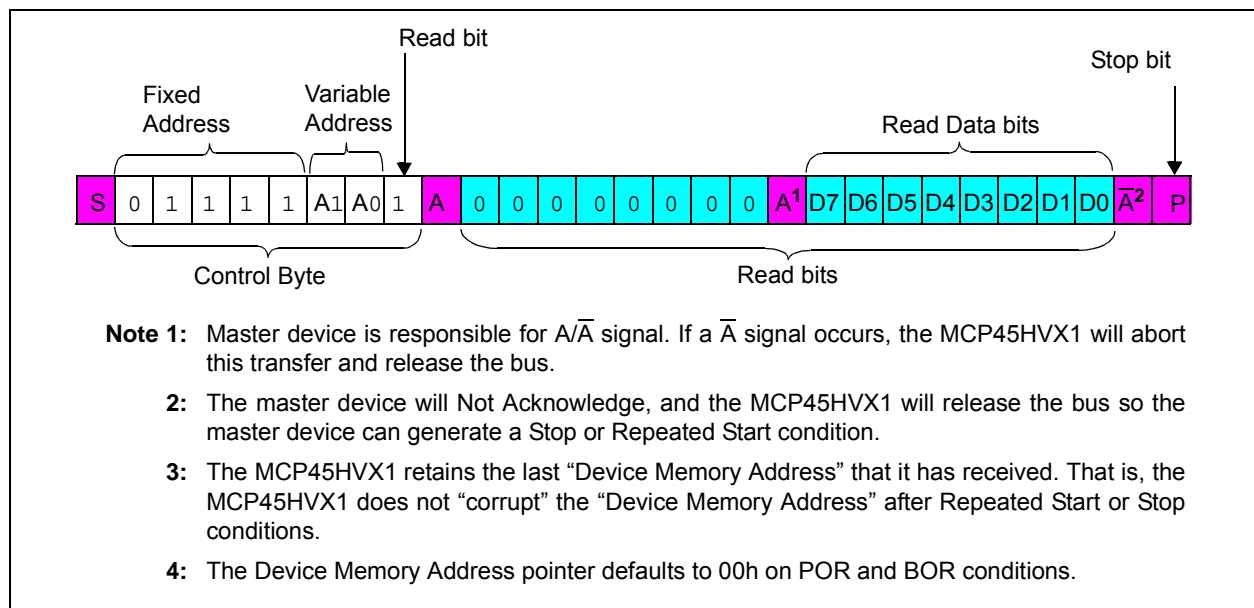 Read bit
Stop bit
Fixed
Address
Variable
Address
Read Data bits
S 0 1 1 1 1 A1 A0 1 A 0 0 0 0 0 0 0 0 A¹ D7 D6 D5 D4 D3 D2 D1 D0 A̅² P
Control Byte
Read bits
Note 1: Master device is responsible for A/A̅ signal. If a A̅ signal occurs, the MCP45HVX1 will abort
this transfer and release the bus.
2: The master device will Not Acknowledge, and the MCP45HVX1 will release the bus so the
master device can generate a Stop or Repeated Start condition.
3: The MCP45HVX1 retains the last “Device Memory Address” that it has received. That is, the
MCP45HVX1 does not “corrupt” the “Device Memory Address” after Repeated Start or Stop
conditions.
4: The Device Memory Address pointer defaults to 00h on POR and BOR conditions.